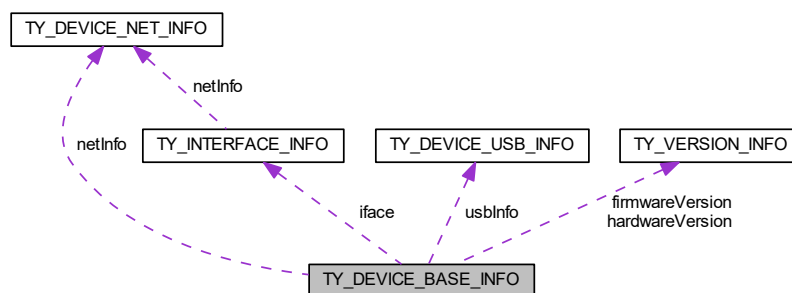 TY_DEVICE_NET_INFO
netInfo
netInfo
TY_INTERFACE_INFO
TY_DEVICE_USB_INFO
TY_VERSION_INFO
iface
usbInfo
firmwareVersion
hardwareVersion
TY_DEVICE_BASE_INFO